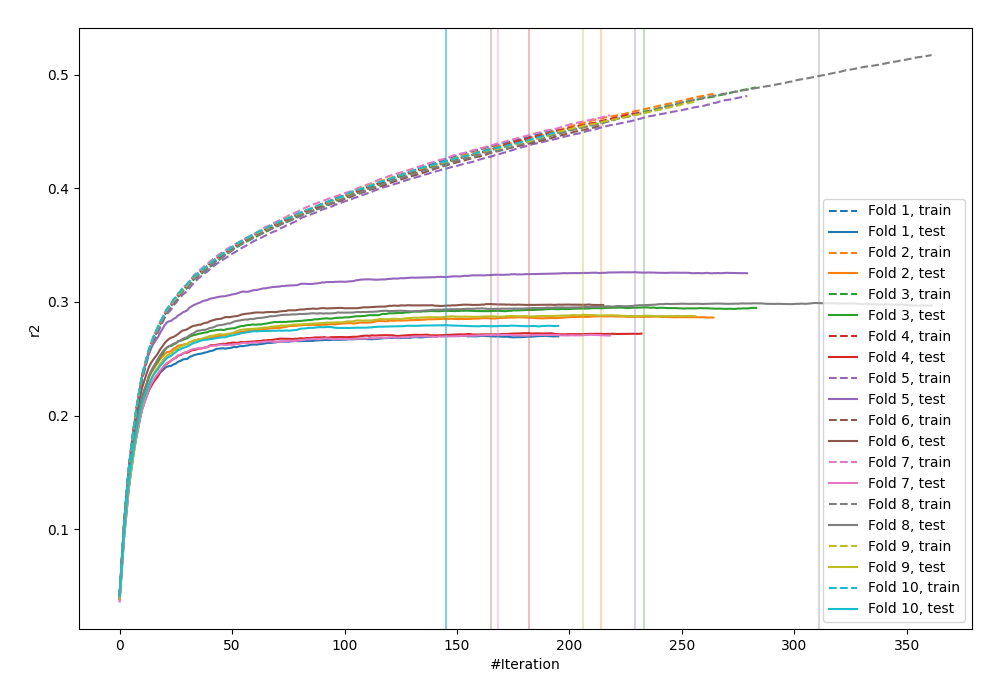 0.5
0.4
0.3
0.2
0.1
r2
0
50
100
150
200
250
300
350
#Iteration
Fold 1, train
Fold 1, test
Fold 2, train
Fold 2, test
Fold 3, train
Fold 3, test
Fold 4, train
Fold 4, test
Fold 5, train
Fold 5, test
Fold 6, train
Fold 6, test
Fold 7, train
Fold 7, test
Fold 8, train
Fold 8, test
Fold 9, train
Fold 9, test
Fold 10, train
Fold 10, test